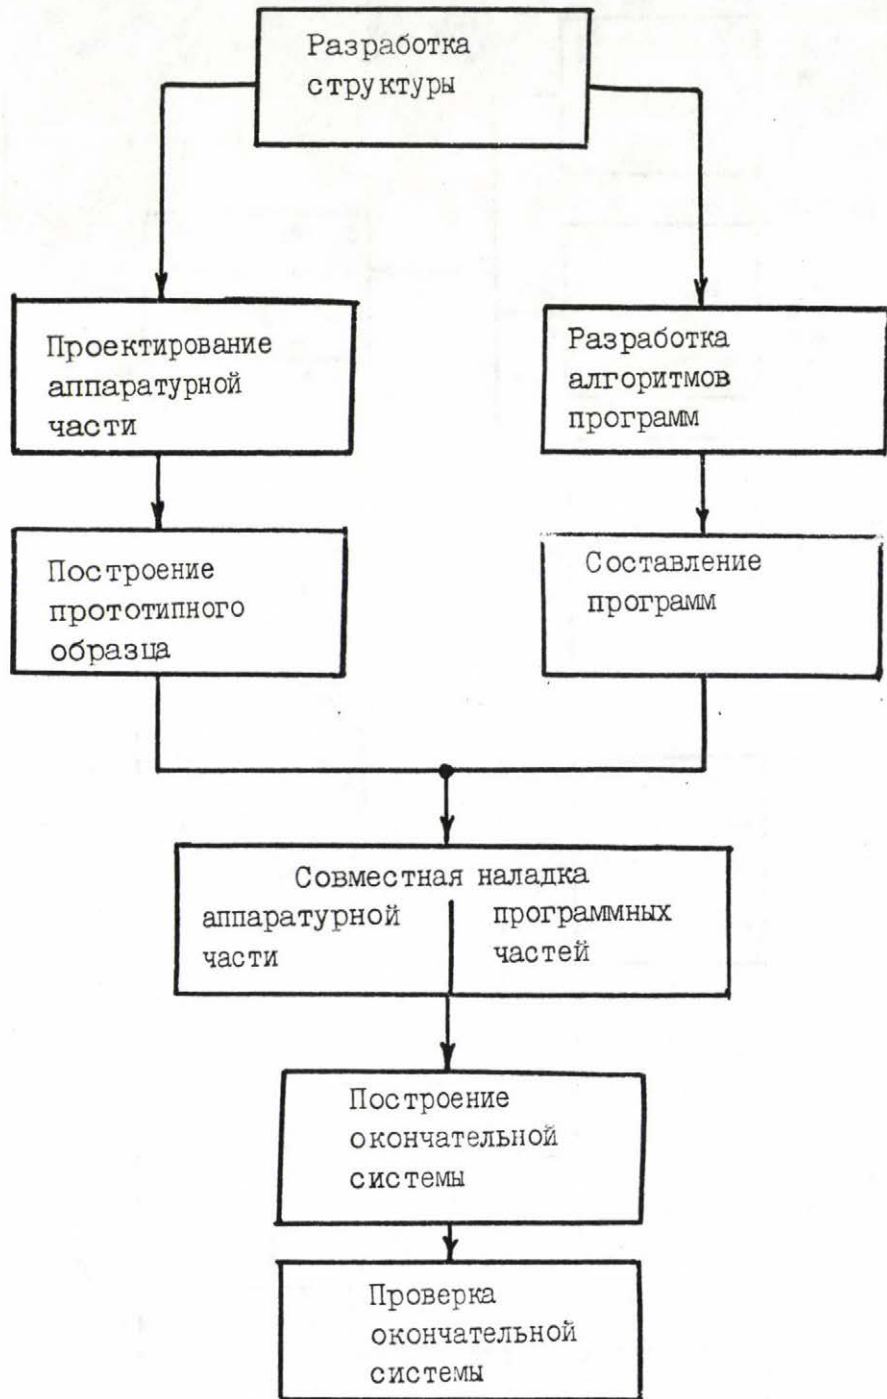 Разработка
структуры
Проектирование
аппаратурной
части
Разработка
алгоритмов
программ
Построение
прототипного
образца
Составление
программ
Совместная наладка
аппаратурной
части
программных
частей
Построение
окончательной
системы
Проверка
окончательной
системы